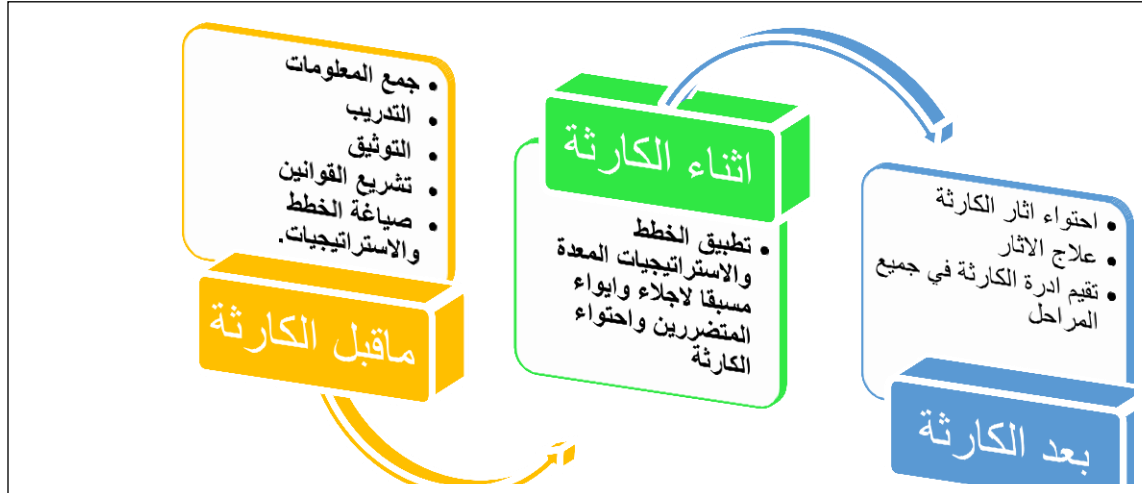 • جمع المعلومات
• التدريب
• التوثيق
• تشريع القوانين
• صياغة الخطط
والاستراتيجيات.
ماقبل الكارثة
اثناء الكارثة
• تطبيق الخطط
والاستراتيجيات المعدة
مسبقا لاجلاء وايواء
المتضررين واحتواء
الكارثة
• احتواء اثار الكارثة
• علاج الاثار
• تقيم ادرة الكارثة في جميع
المراحل
بعد الكارثة